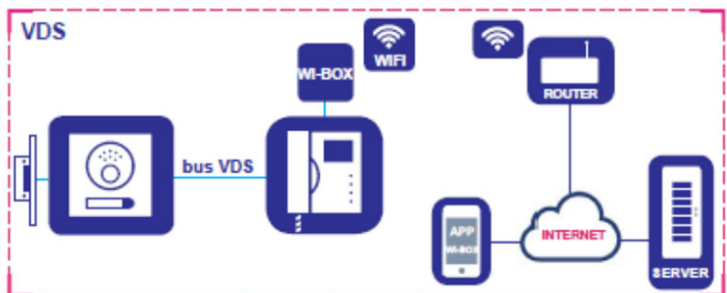 VDS
WI-BOX
WIFI
ROUTER
bus VDS
APP
WI-BOX
INTERNET
SERVER